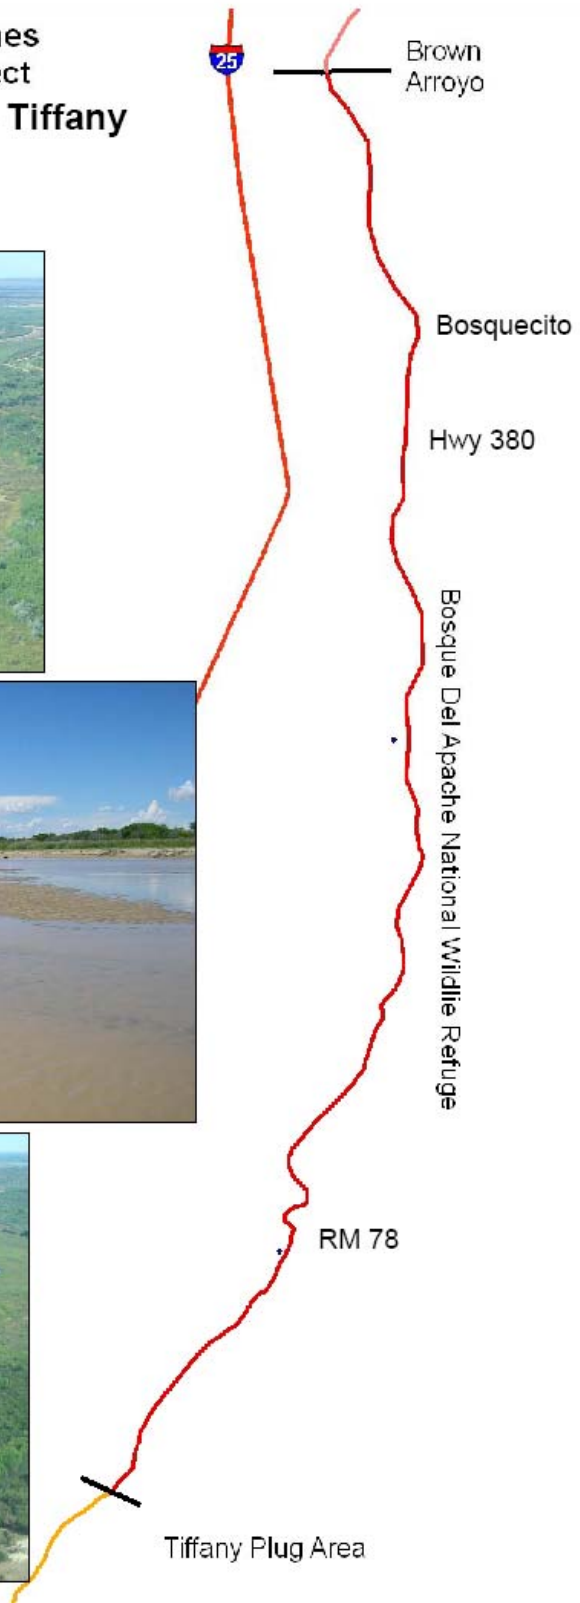 Tiffany
25
Brown
Arroyo
Bosquecito
Hwy 380
Bosque Del Apache National Wildlie Refuge
RM 78
Tiffany Plug Area